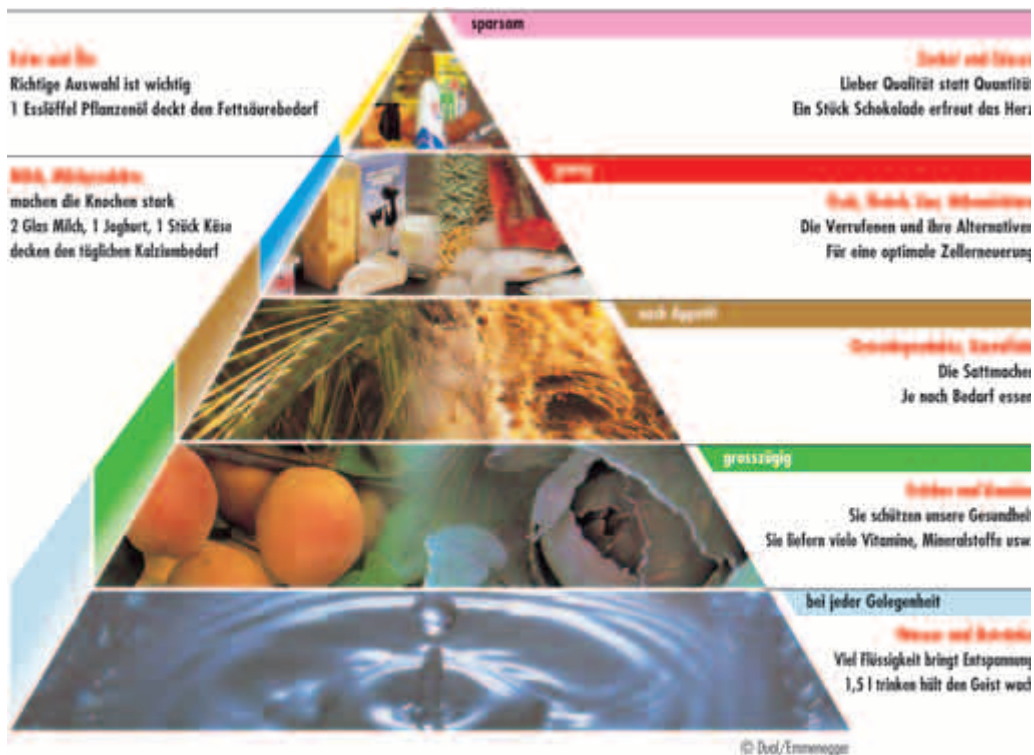 sparsam
Richtige Auswahl ist wichtig
1 Esslöffel Pflanzenöl deckt den Fettsäurebedarf
Lieber Qualität statt Quantität
Ein Stück Schokolade erfreut das Herz
genug
machen die Knochen stark
2 Glas Milch, 1 Joghurt, 1 Stück Käse
decken den täglichen Kalziumbedarf
Die Verrufenen und ihre Alternativen
Für eine optimale Zellerneuerung
nach Appetit
Die Sattmacher
Je nach Bedarf essen
grosszügig
Sie schützen unsere Gesundheit
Sie liefern viele Vitamine, Mineralstoffe usw.
bei jeder Gelegenheit
Viel Flüssigkeit bringt Entspannung
1,5 l trinken hält den Geist wach
© Dual/Emmenegger